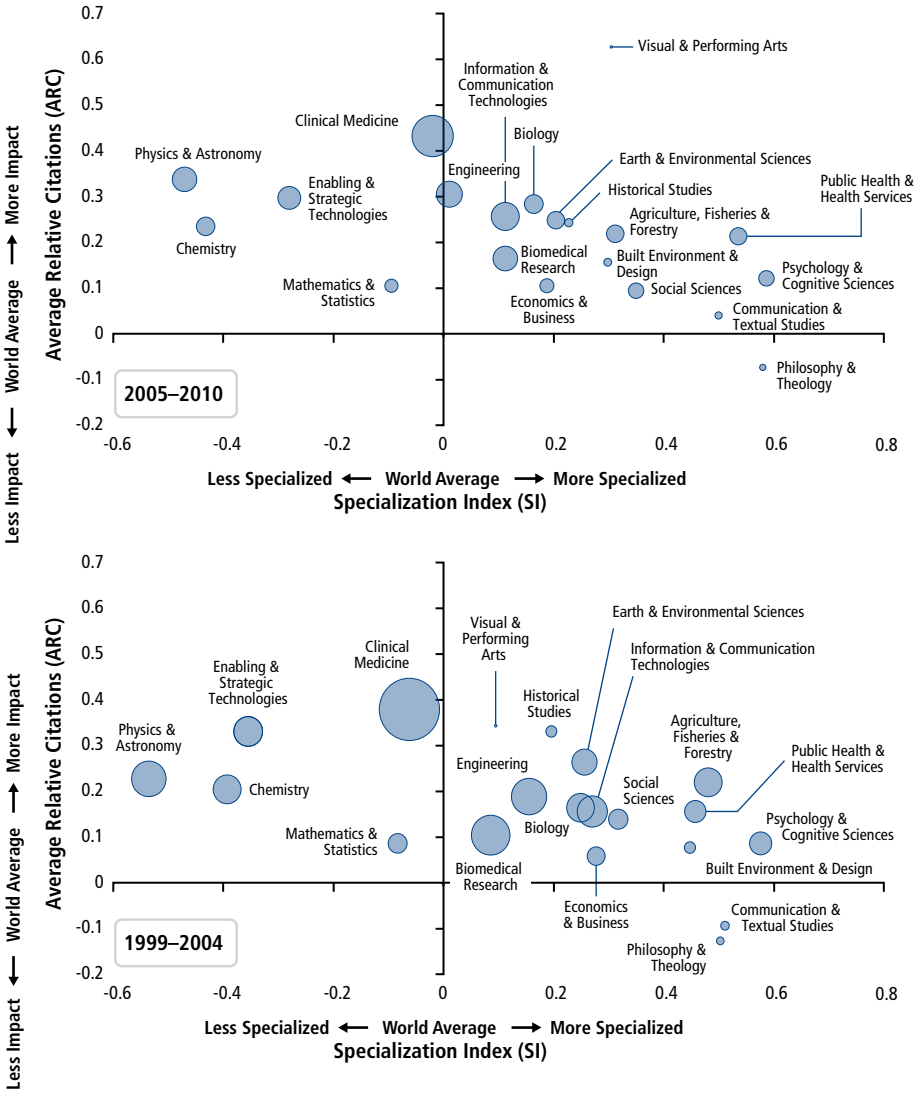 0.7
0.6
0.5
0.4
0.3
0.2
0.1
0
-0.1
-0.2
-0.6
-0.4
-0.2
0
0.2
0.4
0.6
0.8
Average Relative Citations (ARC)
Less Impact
World Average
More Impact
Visual & Performing Arts
Information &
Communication
Technologies
Clinical Medicine
Biology
Physics & Astronomy
Enabling &
Strategic
Technologies
Engineering
Earth & Environmental Sciences
Historical Studies
Public Health &
Health Services
Agriculture, Fisheries &
Forestry
Chemistry
Biomedical
Research
Built Environment &
Design
Psychology &
Cognitive Sciences
Mathematics &
Statistics
Economics &
Business
Social Sciences
Communication &
Textual Studies
Philosophy &
Theology
2005–2010
Less Specialized
World Average
More Specialized
Specialization Index (SI)
0.7
0.6
0.5
0.4
0.3
0.2
0.1
0
-0.1
-0.2
-0.6
-0.4
-0.2
0
0.2
0.4
0.6
0.8
Average Relative Citations (ARC)
Less Impact
World Average
More Impact
Earth & Environmental Sciences
Visual &
Performing
Arts
Clinical
Medicine
Information & Communication
Technologies
Enabling &
Strategic
Technologies
Historical
Studies
Agriculture,
Fisheries &
Forestry
Physics &
Astronomy
Public Health &
Health Services
Engineering
Chemistry
Social
Sciences
Psychology &
Cognitive Sciences
Biology
Mathematics &
Statistics
Biomedical
Research
Built Environment & Design
Economics
& Business
Communication &
Textual Studies
Philosophy &
Theology
1999–2004
Less Specialized
World Average
More Specialized
Specialization Index (SI)